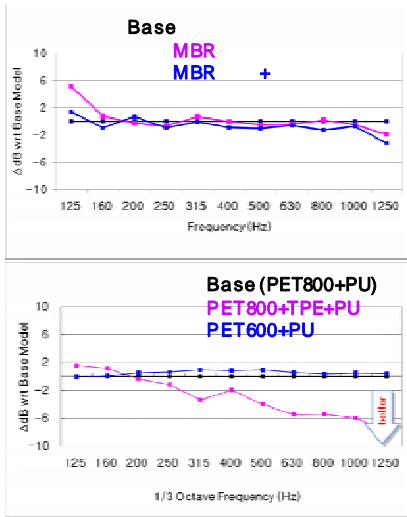 Base
MBR
MBR +
10
6
2
-2
-6
-10
ΔdB wrt Base Model
125 160 200 250 315 400 500 630 800 1000 1250
Frequency(Hz)
Base (PET800+PU)
PET800+TPE+PU
PET600+PU
10
6
2
-2
-6
-10
ΔdB wrt Base Model
better
125 160 200 250 315 400 500 630 800 1000 1250
1/3 Octave Frequency (Hz)